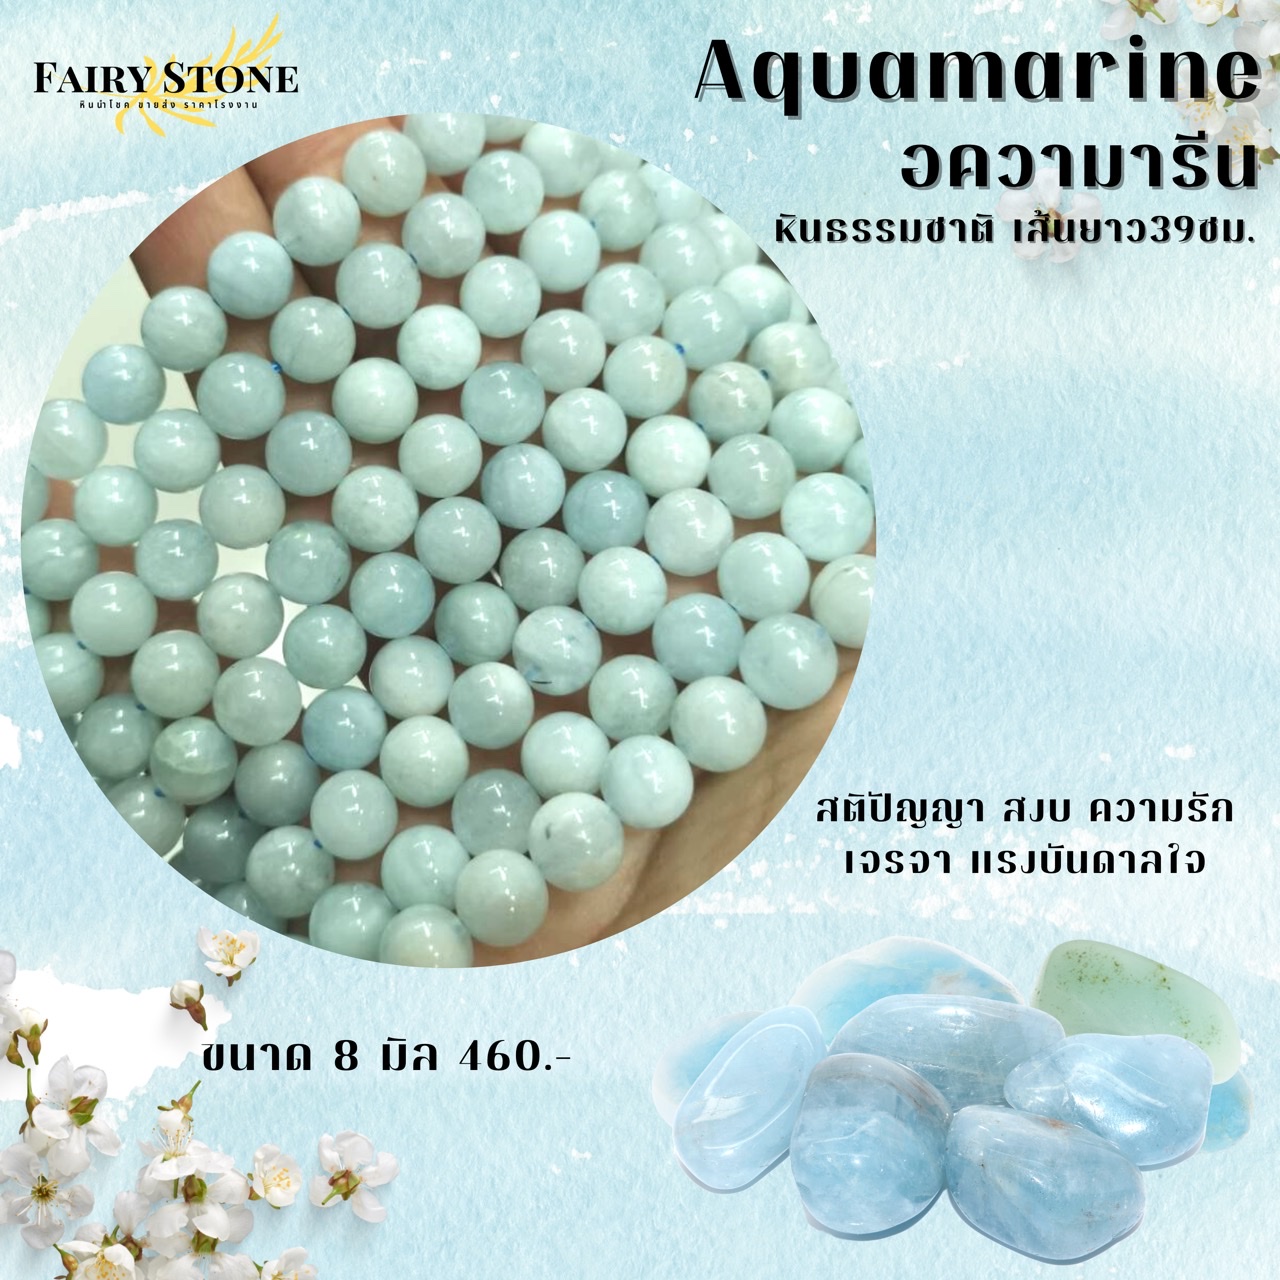 FAIRY STONE
หินนำโชค ขายส่ง ราคาโรงงาน
Aquamarine
อความารีน
หินธรรมชาติ เส้นยาว39ซม.
สติปัญญา สงบ ความรัก
เจรจา แรงบันดาลใจ
ขนาด 8 มิล 460.-